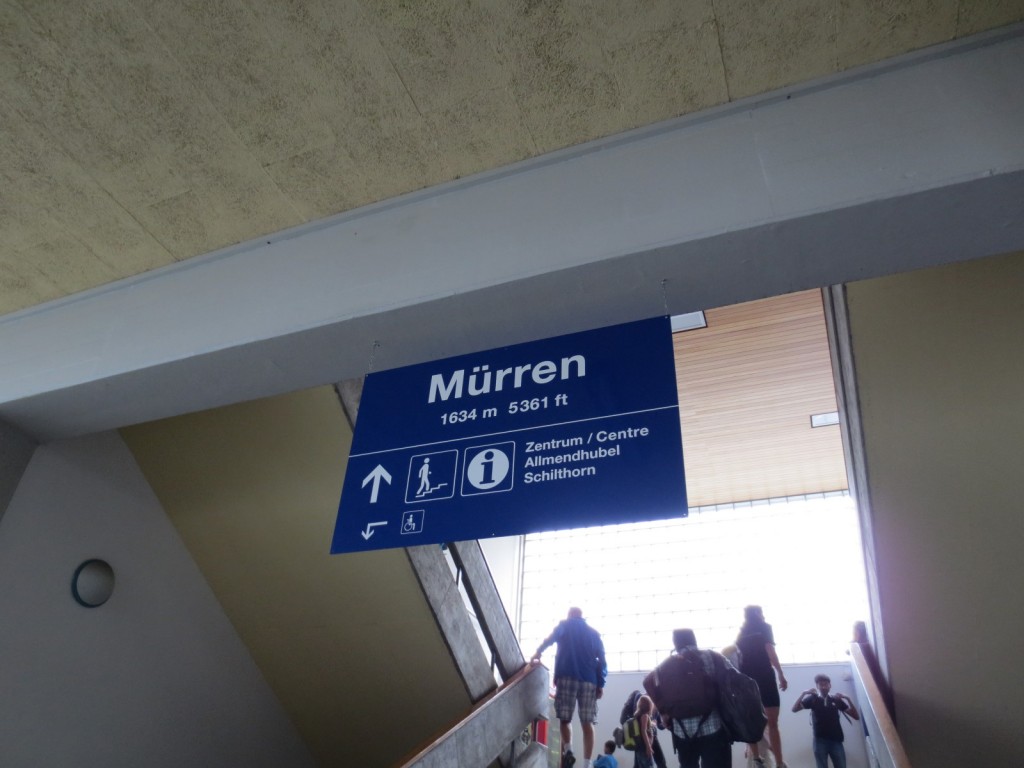 Mürren
1634 m 5361 ft
Zentrum / Centre
Allmendhubel
Schilthorn